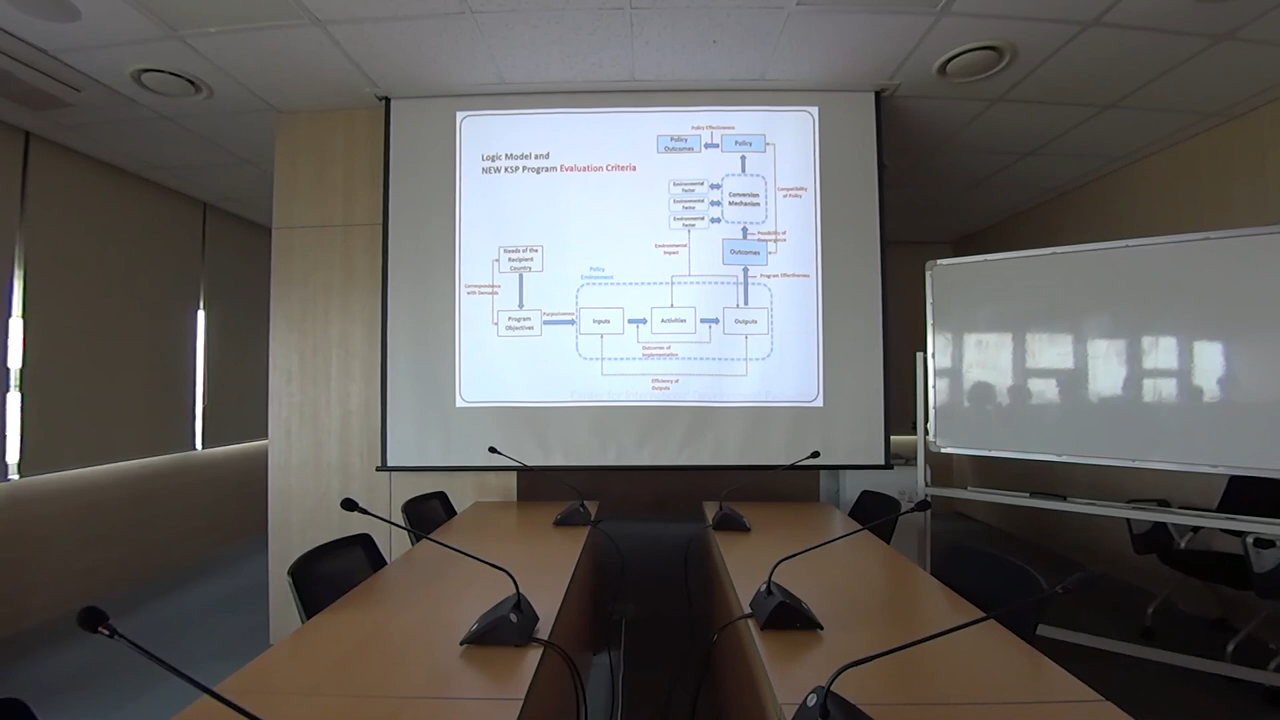 Logic Model and
NEW KSP Program Evaluation Criteria
Policy Effectiveness
Policy
Outcomes
Policy
Environmental
Factor
Environmental
Factor
Environmental
Factor
Conversion
Mechanism
Compatibility
of Policy
Possibility of
Convergence
Environmental
Impact
Outcomes
Needs of the
Recipient
Country
Policy
Environment
Program Effectiveness
Correspondence
with Demands
Program
Objectives
Purposiveness
Inputs
Activities
Outputs
Outcomes of
Implementation
Efficiency of
Outputs